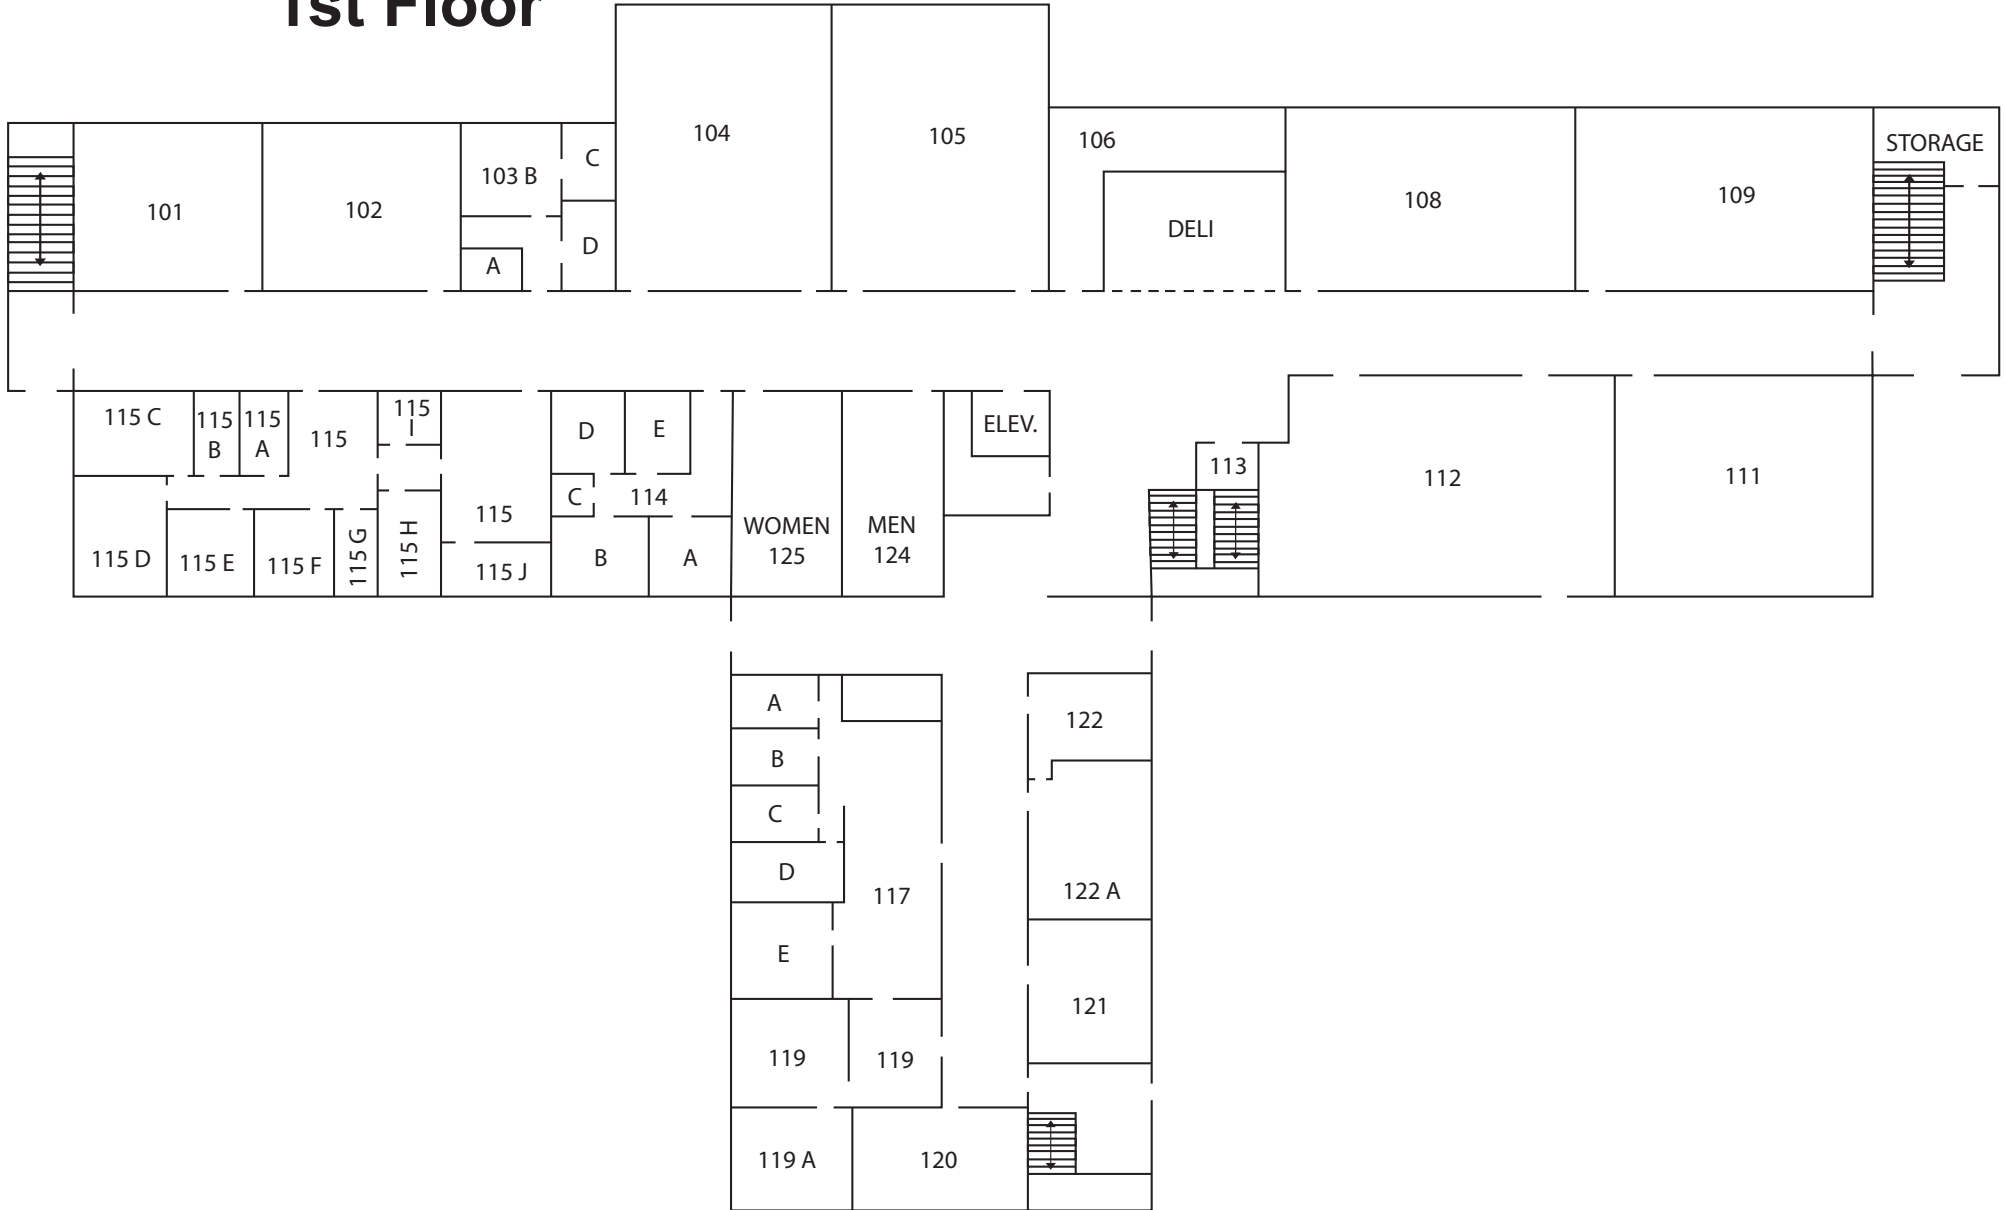 1st Floor
104
105
106
STORAGE
101
102
103 B
C
D
A
DELI
108
109
115 C
115
B
115
A
115
115
I
D
E
ELEV.
C
114
115
WOMEN
125
MEN
124
113
112
111
115 D
115 E
115 F
115 G
115 H
115 J
B
A
A
B
C
D
E
117
122
122 A
121
119
119
119 A
120